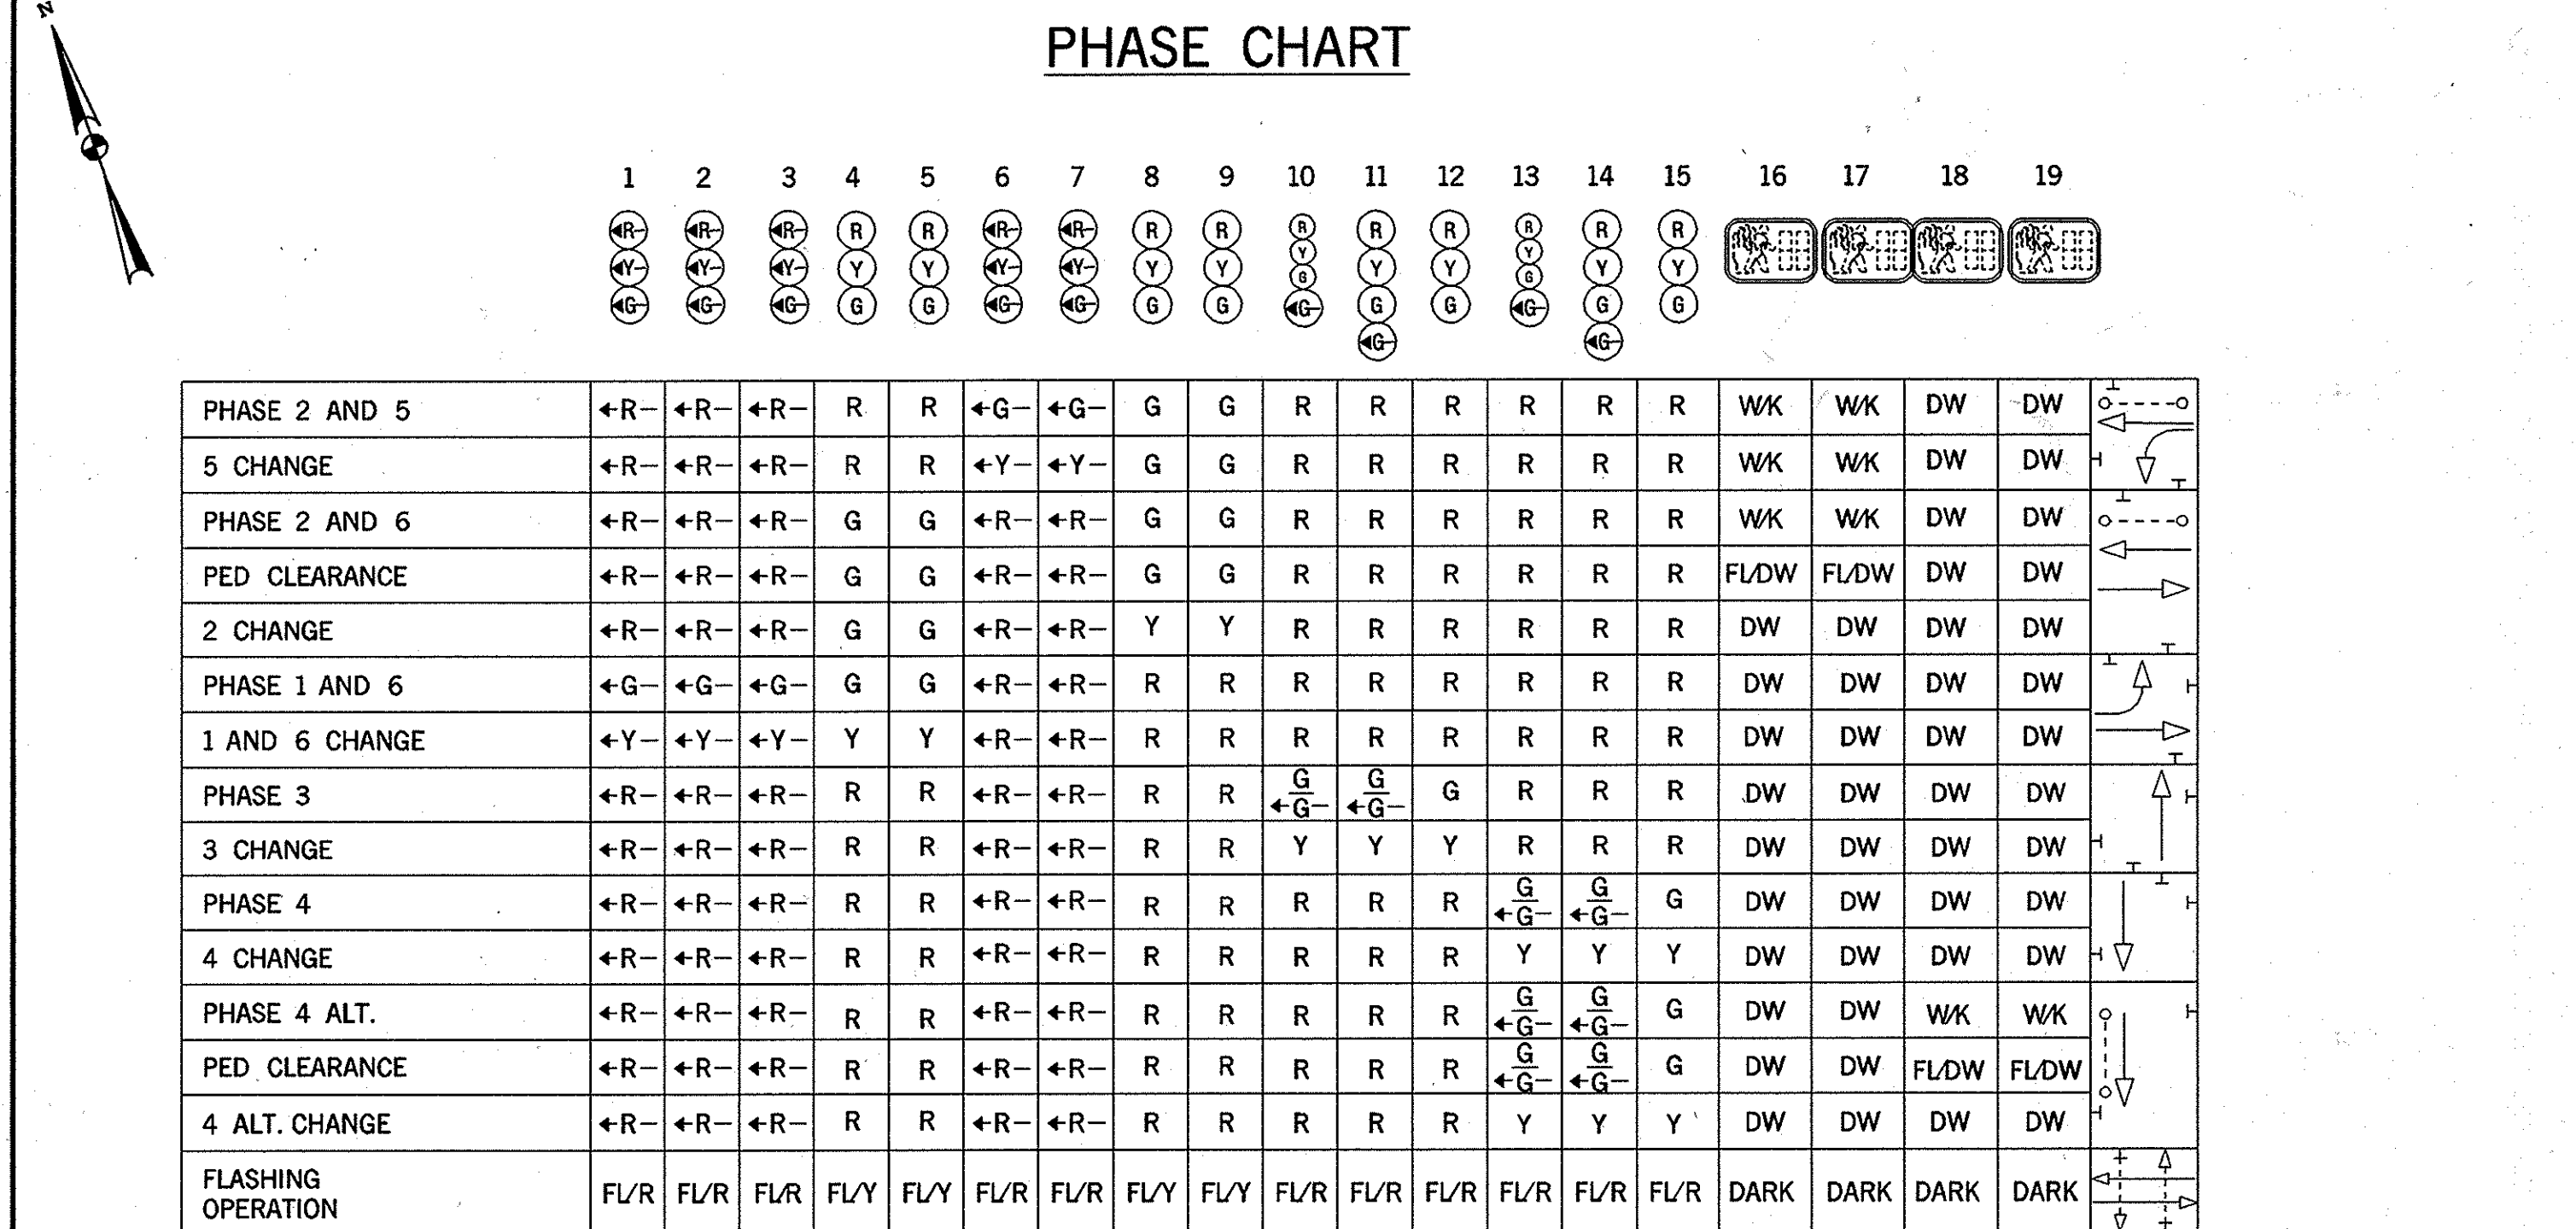 N
PHASE CHART
1 2 3 4 5 6 7 8 9 10 11 12 13 14 15 16 17 18 19
R R R R R R R R R R R R R R R
Y Y Y Y Y Y Y Y Y Y Y Y Y Y Y
G G G G G G G G G G G G G G G
G G G G
PHASE 2 AND 5 ←R- ←R- ←R- R R ←G- ←G- G G R R R R R R W/K W/K DW DW
5 CHANGE ←R- ←R- ←R- R R ←Y- ←Y- G G R R R R R R W/K W/K DW DW
PHASE 2 AND 6 ←R- ←R- ←R- G G ←R- ←R- G G R R R R R R W/K W/K DW DW
PED CLEARANCE ←R- ←R- ←R- G G ←R- ←R- G G R R R R R R FL/DW FL/DW DW DW
2 CHANGE ←R- ←R- ←R- G G ←R- ←R- Y Y R R R R R R DW DW DW DW
PHASE 1 AND 6 ←G- ←G- ←G- G G ←R- ←R- R R R R R R R R DW DW DW DW
1 AND 6 CHANGE ←Y- ←Y- ←Y- Y Y ←R- ←R- R R R R R R R R DW DW DW DW
PHASE 3 ←R- ←R- ←R- R R ←R- ←R- R R G/←G- G/←G- G R R R DW DW DW DW
3 CHANGE ←R- ←R- ←R- R R ←R- ←R- R R Y Y Y R R R DW DW DW DW
PHASE 4 ←R- ←R- ←R- R R ←R- ←R- R R R R R G/←G- G/←G- G DW DW DW DW
4 CHANGE ←R- ←R- ←R- R R ←R- ←R- R R R R R Y Y Y DW DW DW DW
PHASE 4 ALT. ←R- ←R- ←R- R R ←R- ←R- R R R R R G/←G- G/←G- G DW DW W/K W/K
PED CLEARANCE ←R- ←R- ←R- R R ←R- ←R- R R R R R G/←G- G/←G- G DW DW FL/DW FL/DW
4 ALT. CHANGE ←R- ←R- ←R- R R ←R- ←R- R R R R R Y Y Y DW DW DW DW
FLASHING
OPERATION FL/R FL/R FL/R FL/Y FL/Y FL/R FL/R FL/Y FL/Y FL/R FL/R FL/R FL/R FL/R FL/R DARK DARK DARK DARK